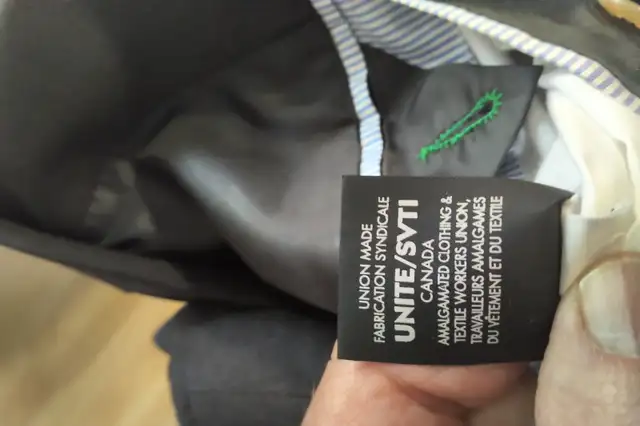 UNION MADE
FABRICATION SYNDICALE
UNITE/SVTI
CANADA
AMALGAMATED CLOTHING &
TEXTILE WORKERS UNION,
TRAVAILLEURS AMALGAMES
DU VÊTEMENT ET DU TEXTILE